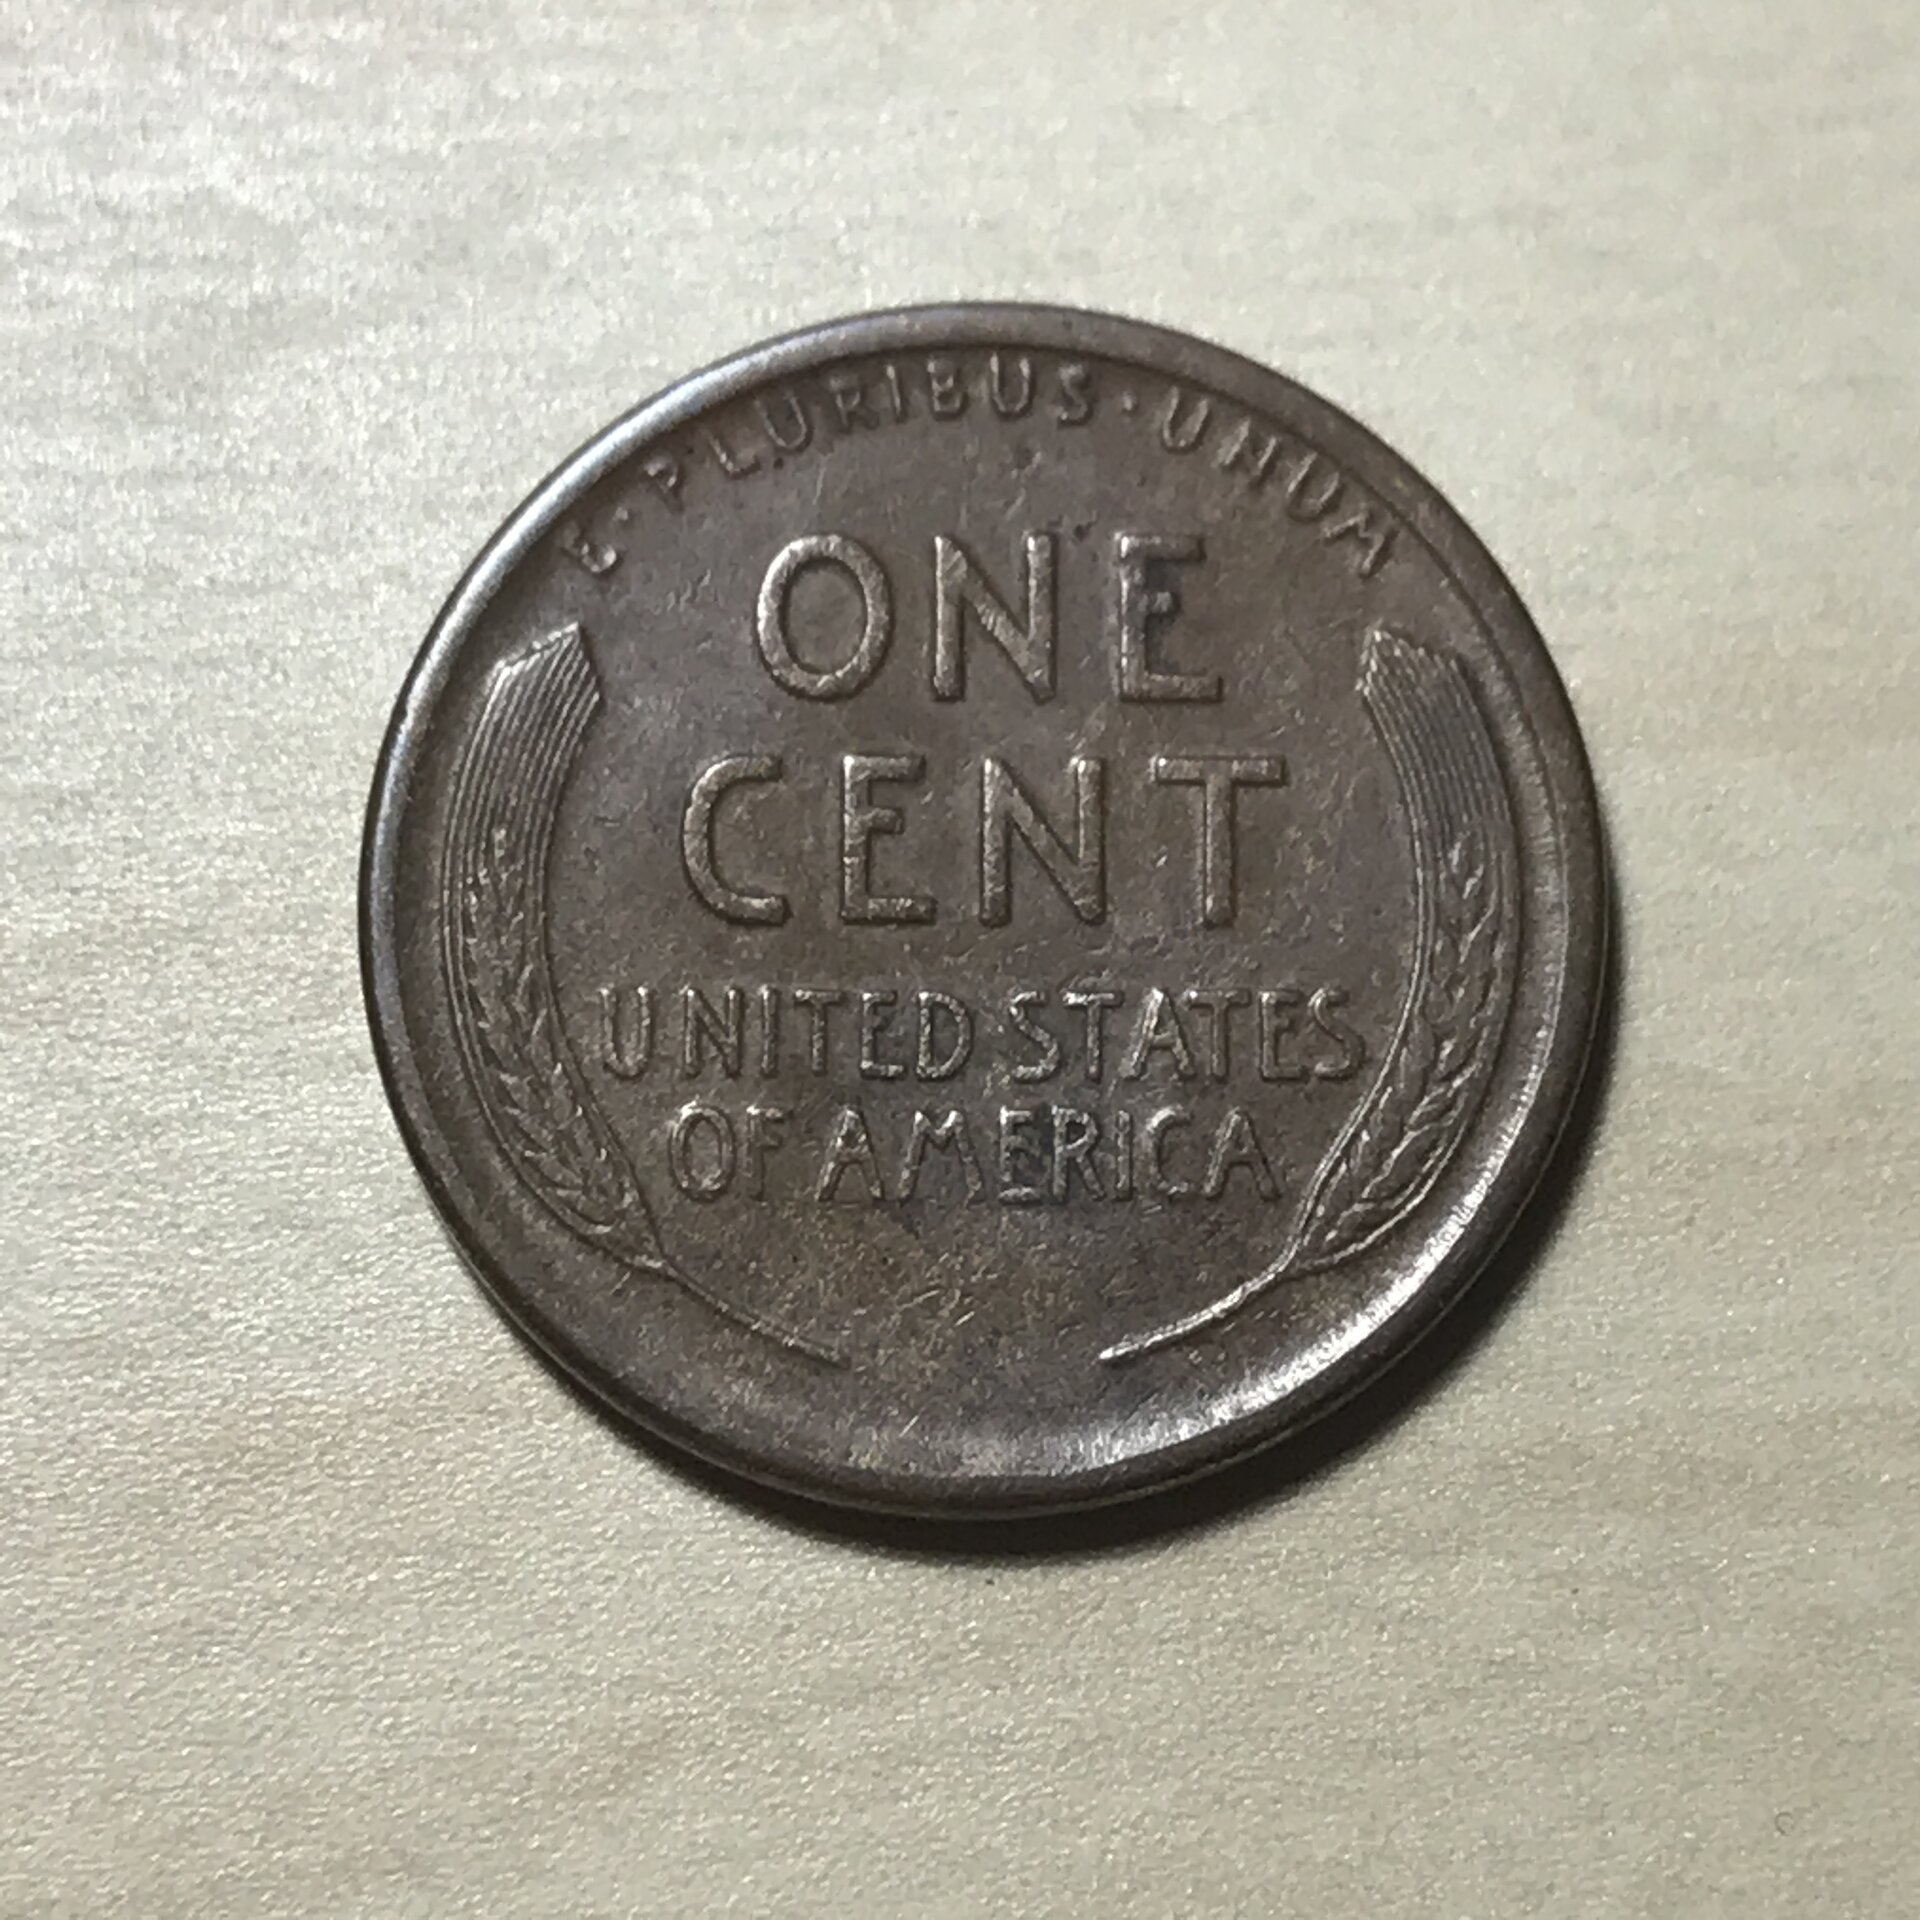 E·PLURIBUS·UNUM
ONE
CENT
UNITED STATES
OF AMERICA